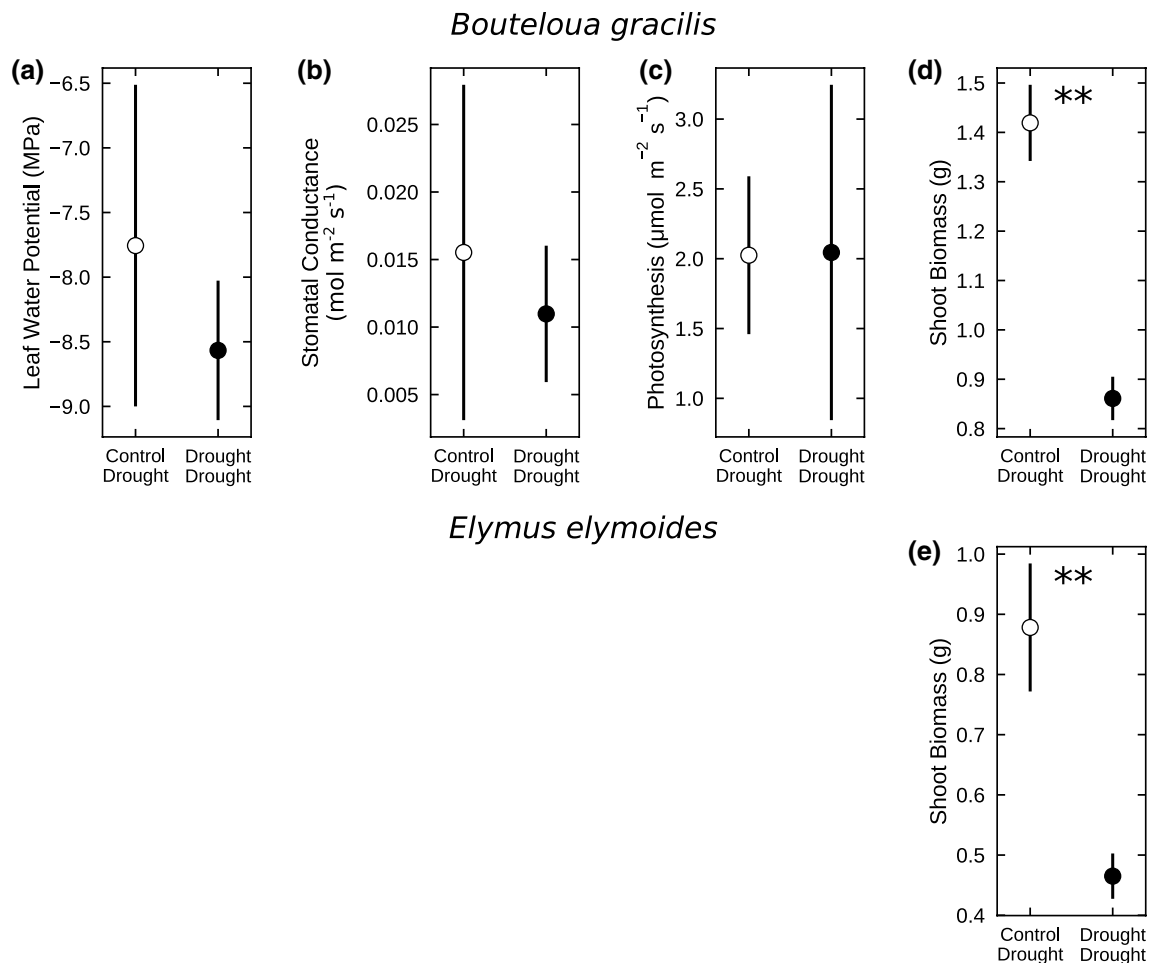 Bouteloua gracilis
(a)
Leaf Water Potential (MPa)
−6.5
−7.0
−7.5
−8.0
−8.5
−9.0
Control Drought
Drought Drought
(b)
Stomatal Conductance
(mol m⁻² s⁻¹)
0.025
0.020
0.015
0.010
0.005
Control Drought
Drought Drought
(c)
Photosynthesis (μmol m⁻² s⁻¹)
3.0
2.5
2.0
1.5
1.0
Control Drought
Drought Drought
(d)
Shoot Biomass (g)
1.5
1.4
1.3
1.2
1.1
1.0
0.9
0.8
**
Control Drought
Drought Drought
Elymus elymoides
(e)
Shoot Biomass (g)
1.0
0.9
0.8
0.7
0.6
0.5
0.4
**
Control Drought
Drought Drought